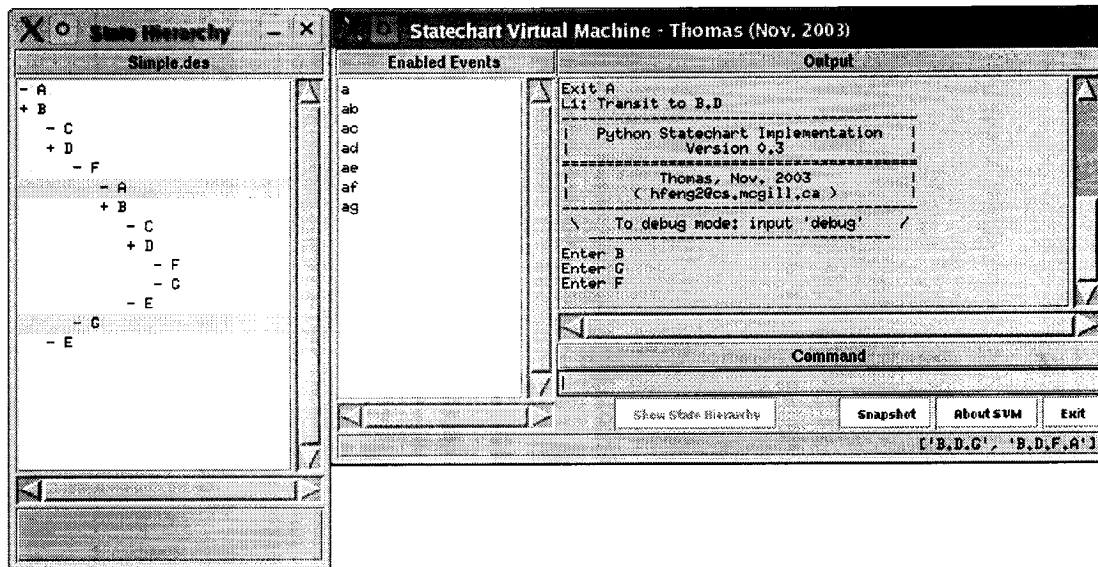 State Hierarchy
Simple.des
- A
+ B
- C
+ D
- F
- A
+ B
- C
+ D
- F
- G
- E
- G
- E
Statechart Virtual Machine - Thomas (Nov. 2003)
Enabled Events
a
ab
ac
ad
ae
af
ag
Output
Exit A
L1: Transit to B.D
| Python Statechart Implementation |
| Version 0.3 |
| Thomas, Nov. 2003 |
| ( hfeng2@cs.mcgill.ca ) |
\ To debug mode: input 'debug' /
Enter B
Enter G
Enter F
Command
Show State Hierarchy
Snapshot
About SVM
Exit
['B.D.G', 'B.D.F.A']